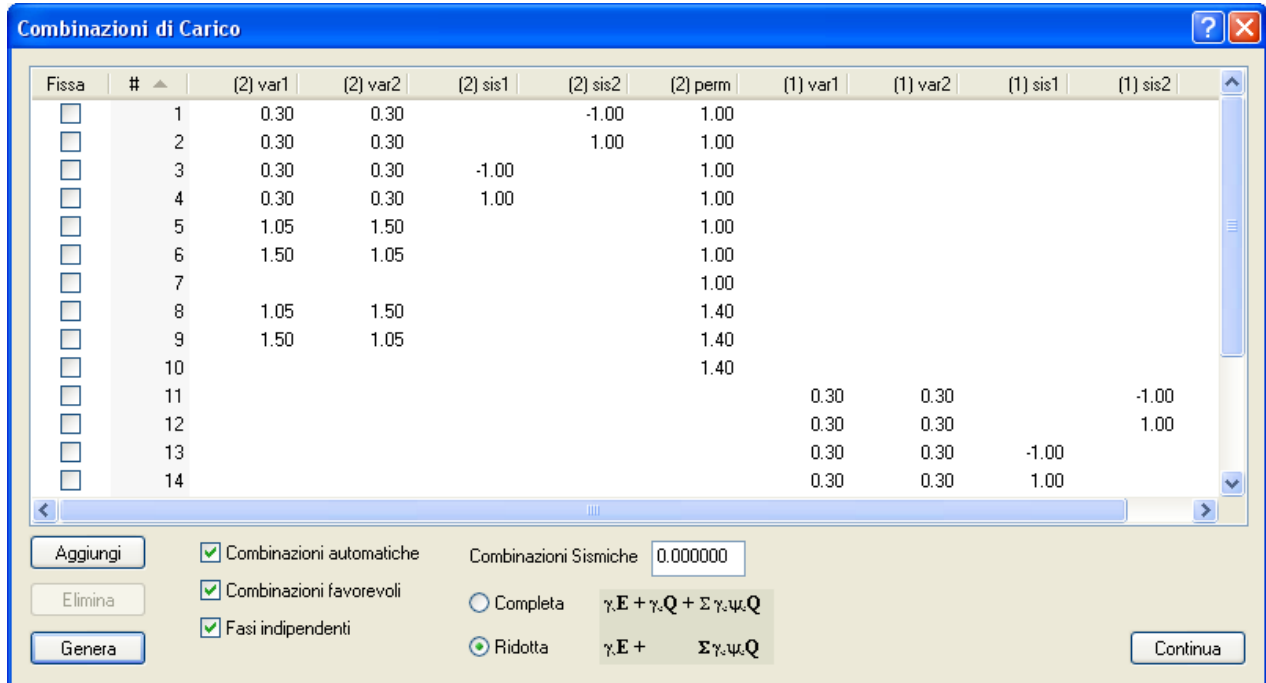 Combinazioni di Carico
Fissa # (2) var1 (2) var2 (2) sis1 (2) sis2 (2) perm (1) var1 (1) var2 (1) sis1 (1) sis2
1 0.30 0.30 -1.00 1.00
2 0.30 0.30 1.00 1.00
3 0.30 0.30 -1.00 1.00
4 0.30 0.30 1.00 1.00
5 1.05 1.50 1.00
6 1.50 1.05 1.00
7 1.00
8 1.05 1.50 1.40
9 1.50 1.05 1.40
10 1.40
11 0.30 0.30 -1.00
12 0.30 0.30 1.00
13 0.30 0.30 -1.00
14 0.30 0.30 1.00
Aggiungi Combinazioni automatiche Combinazioni Sismiche 0.000000
Elimina Combinazioni favorevoli Completa
Genera Fasi indipendenti Ridotta Continua